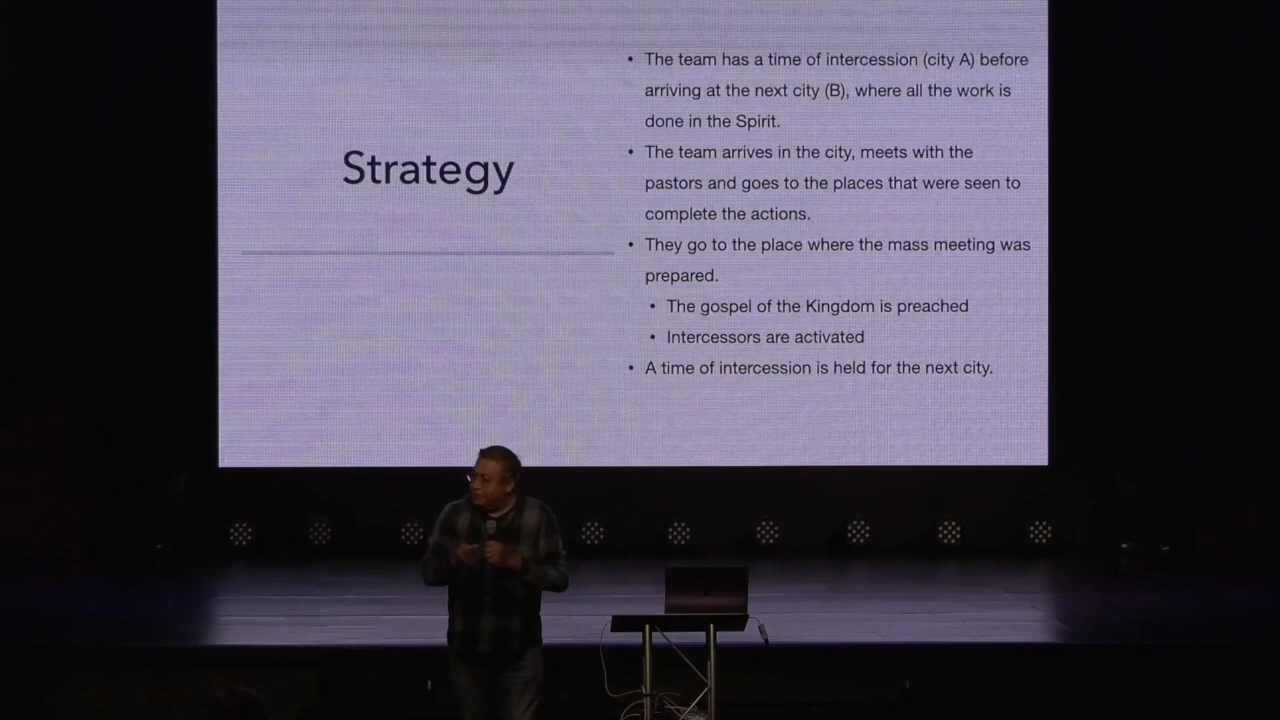 Strategy
• The team has a time of intercession (city A) before
arriving at the next city (B), where all the work is
done in the Spirit.
• The team arrives in the city, meets with the
pastors and goes to the places that were seen to
complete the actions.
• They go to the place where the mass meeting was
prepared.
• The gospel of the Kingdom is preached
• Intercessors are activated
• A time of intercession is held for the next city.